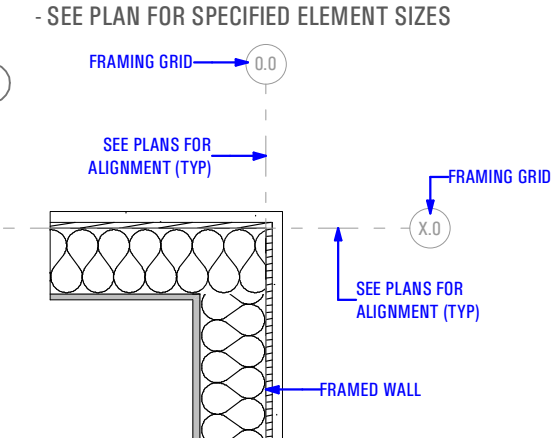 - SEE PLAN FOR SPECIFIED ELEMENT SIZES
FRAMING GRID
0.0
SEE PLANS FOR
ALIGNMENT (TYP)
FRAMING GRID
X.0
SEE PLANS FOR
ALIGNMENT (TYP)
FRAMED WALL